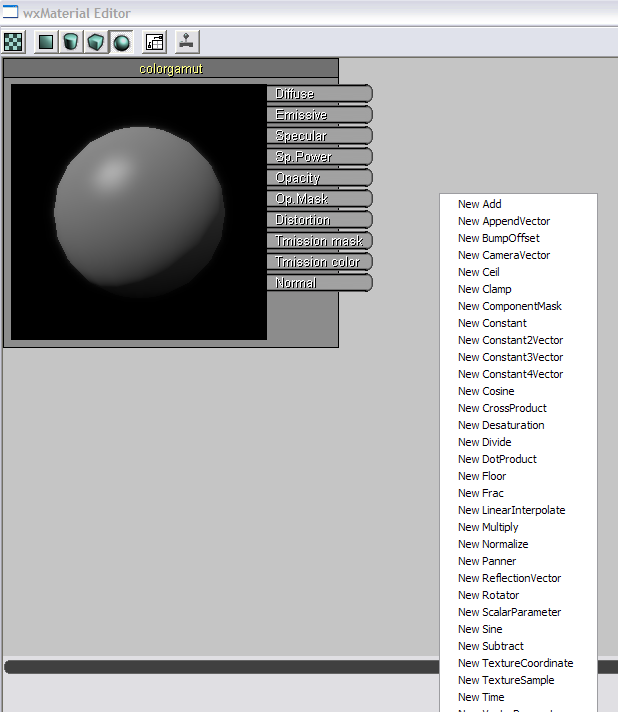 wxMaterial Editor
colorgamut
Diffuse
Emissive
Specular
Sp.Power
Opacity
Op.Mask
Distortion
Tmission mask
Tmission color
Normal
New Add
New AppendVector
New BumpOffset
New CameraVector
New Ceil
New Clamp
New ComponentMask
New Constant
New Constant2Vector
New Constant3Vector
New Constant4Vector
New Cosine
New CrossProduct
New Desaturation
New Divide
New DotProduct
New Floor
New Frac
New LinearInterpolate
New Multiply
New Normalize
New Panner
New ReflectionVector
New Rotator
New ScalarParameter
New Sine
New Subtract
New TextureCoordinate
New TextureSample
New Time